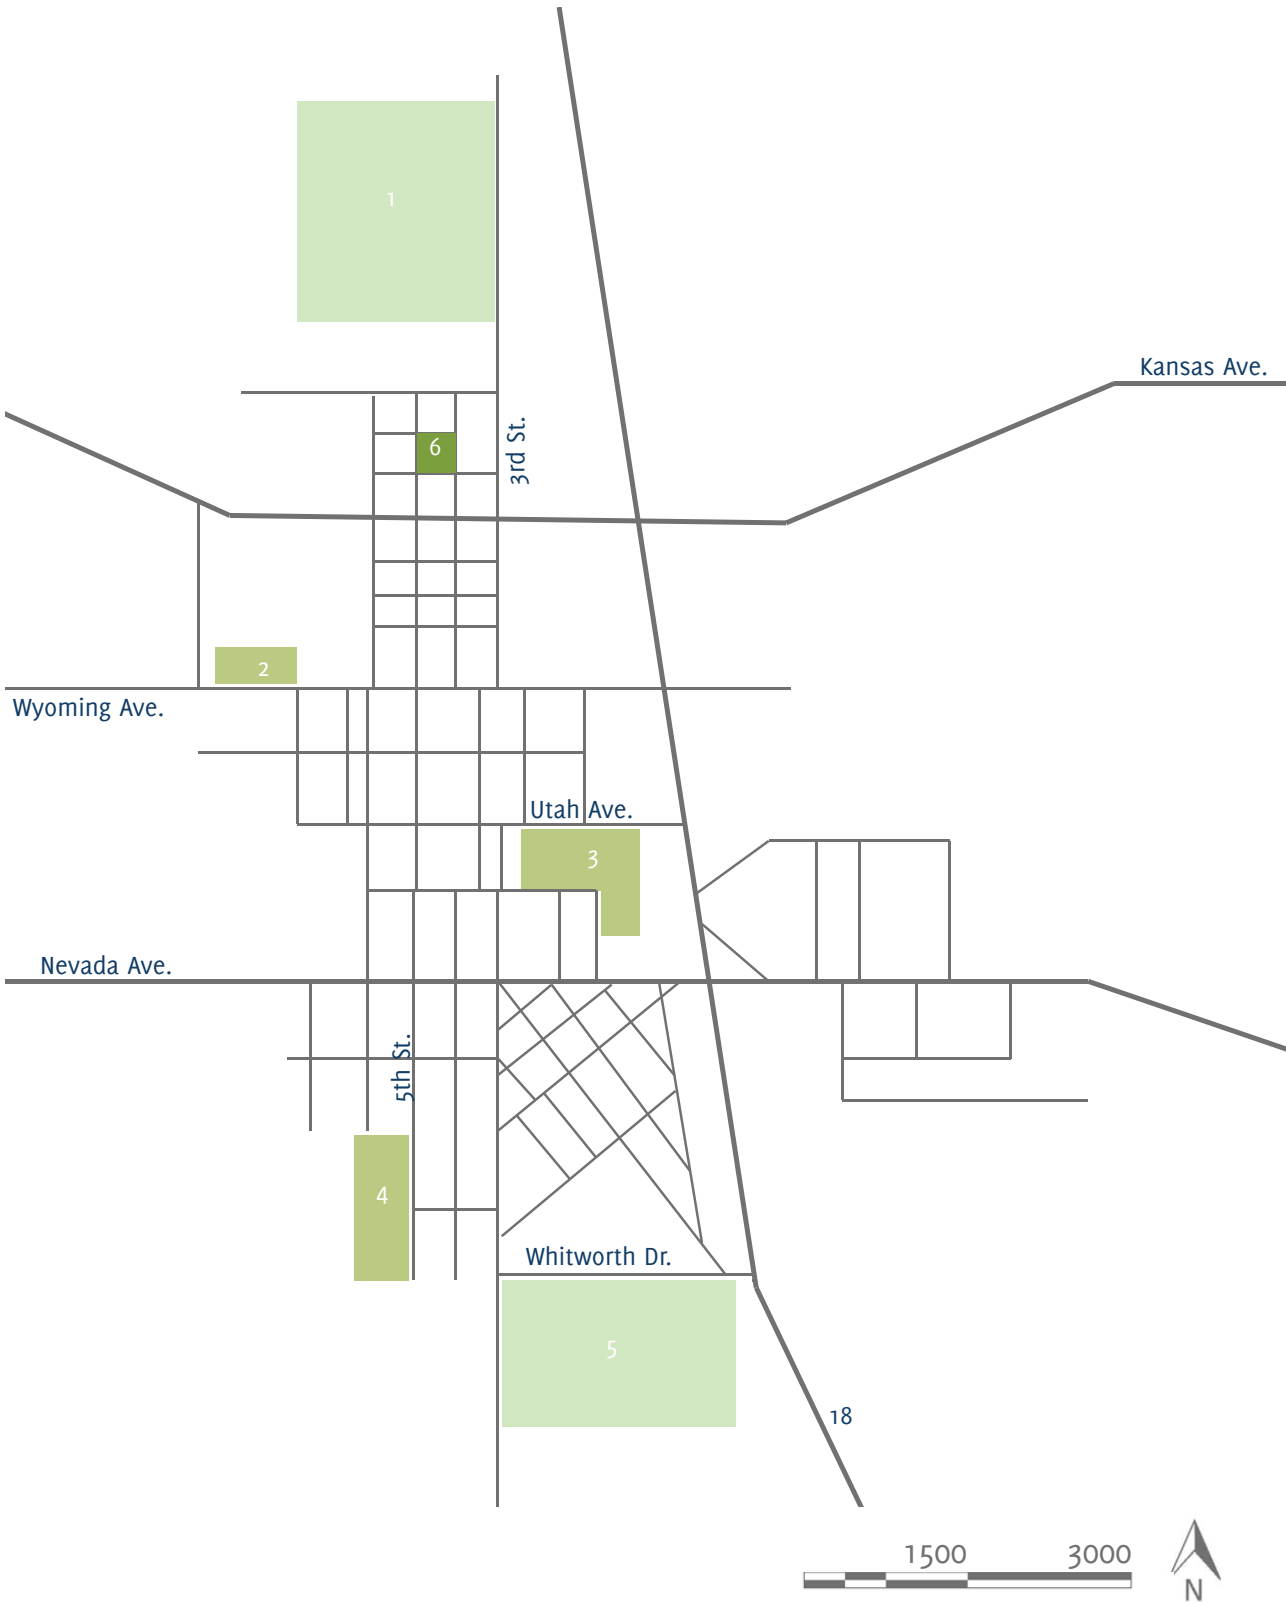 1
Kansas Ave.
3rd St.
6
2
Wyoming Ave.
Utah Ave.
3
Nevada Ave.
5th St.
4
Whitworth Dr.
5
18
1500 3000
N